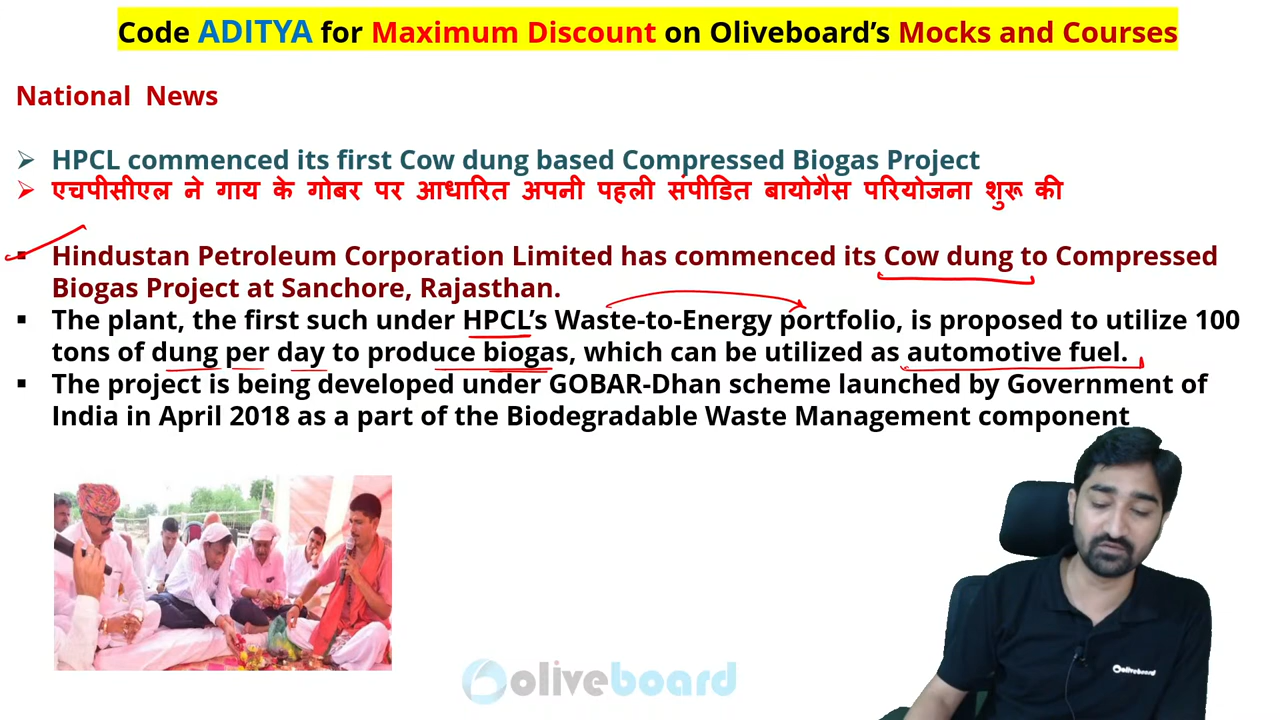 Code ADITYA for Maximum Discount on Oliveboard’s Mocks and Courses
National News
HPCL commenced its first Cow dung based Compressed Biogas Project
एचपीसीएल ने गाय के गोबर पर आधारित अपनी पहली संपीडित बायोगैस परियोजना शुरू की
Hindustan Petroleum Corporation Limited has commenced its Cow dung to Compressed
Biogas Project at Sanchore, Rajasthan.
The plant, the first such under HPCL’s Waste-to-Energy portfolio, is proposed to utilize 100
tons of dung per day to produce biogas, which can be utilized as automotive fuel.
The project is being developed under GOBAR-Dhan scheme launched by Government of
India in April 2018 as a part of the Biodegradable Waste Management component
oliveboard
oliveboard